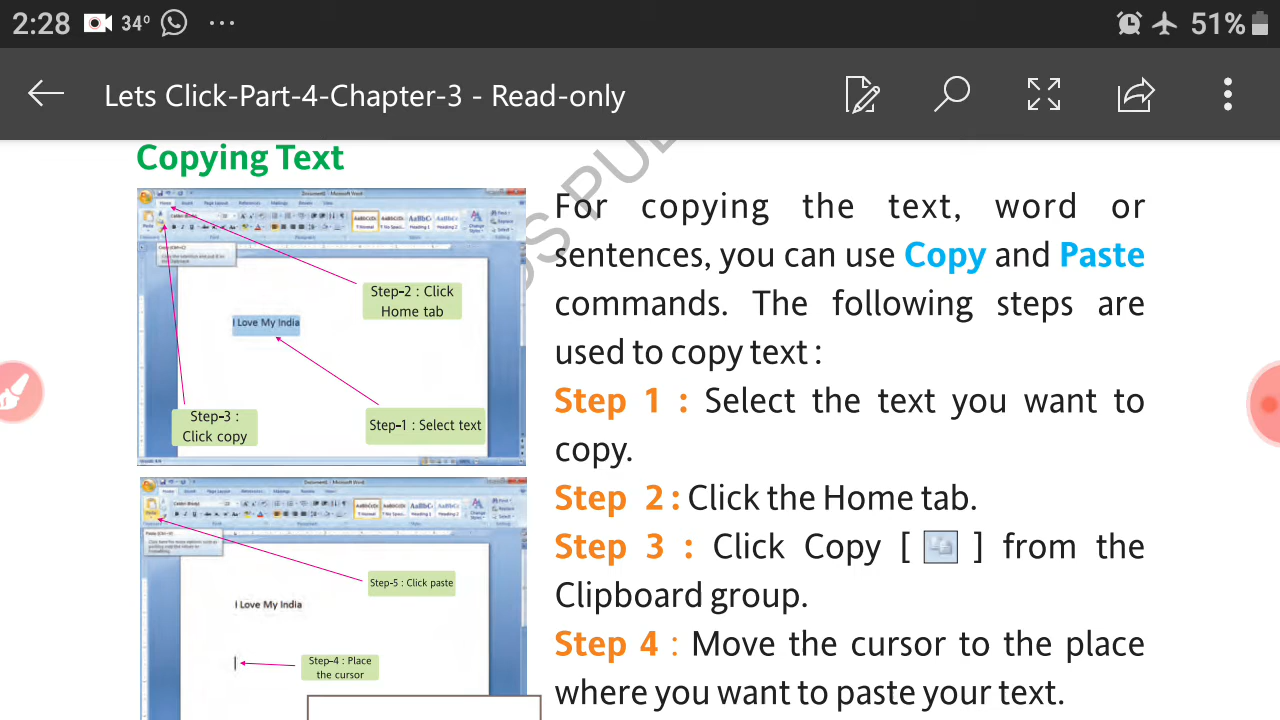 2:28 34° 51%
Lets Click-Part-4-Chapter-3 - Read-only
Copying Text
Step-2 : Click
Home tab
I Love My India
Step-3 :
Click copy
Step-1 : Select text
Step-5 : Click paste
I Love My India
Step-4 : Place
the cursor
For copying the text, word or
sentences, you can use Copy and Paste
commands. The following steps are
used to copy text :
Step 1 : Select the text you want to
copy.
Step 2 : Click the Home tab.
Step 3 : Click Copy [ ] from the
Clipboard group.
Step 4 : Move the cursor to the place
where you want to paste your text.